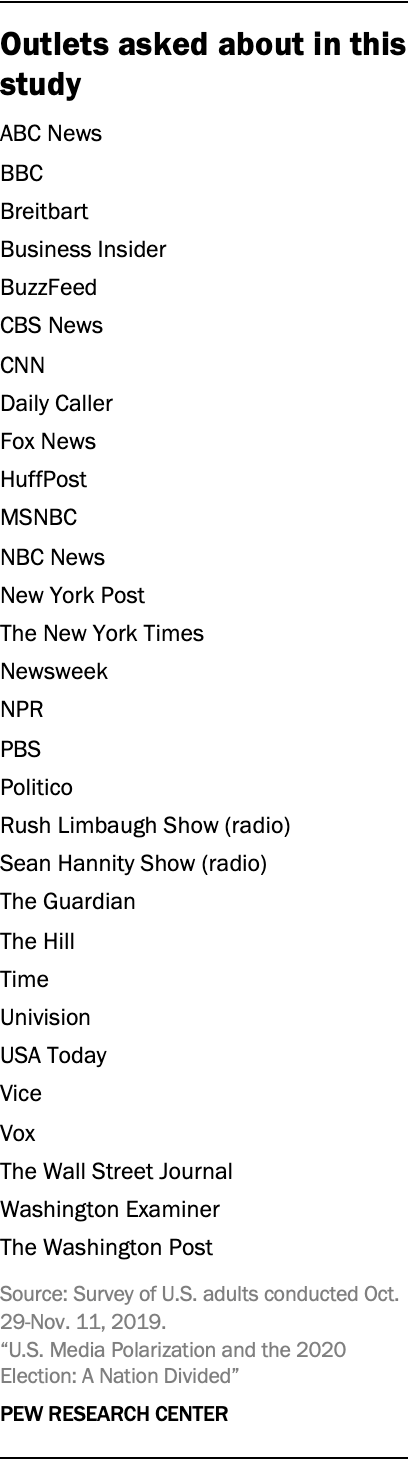 Outlets asked about in this
study
ABC News
BBC
Breitbart
Business Insider
BuzzFeed
CBS News
CNN
Daily Caller
Fox News
HuffPost
MSNBC
NBC News
New York Post
The New York Times
Newsweek
NPR
PBS
Politico
Rush Limbaugh Show (radio)
Sean Hannity Show (radio)
The Guardian
The Hill
Time
Univision
USA Today
Vice
Vox
The Wall Street Journal
Washington Examiner
The Washington Post
Source: Survey of U.S. adults conducted Oct.
29-Nov. 11, 2019.
“U.S. Media Polarization and the 2020
Election: A Nation Divided”
PEW RESEARCH CENTER